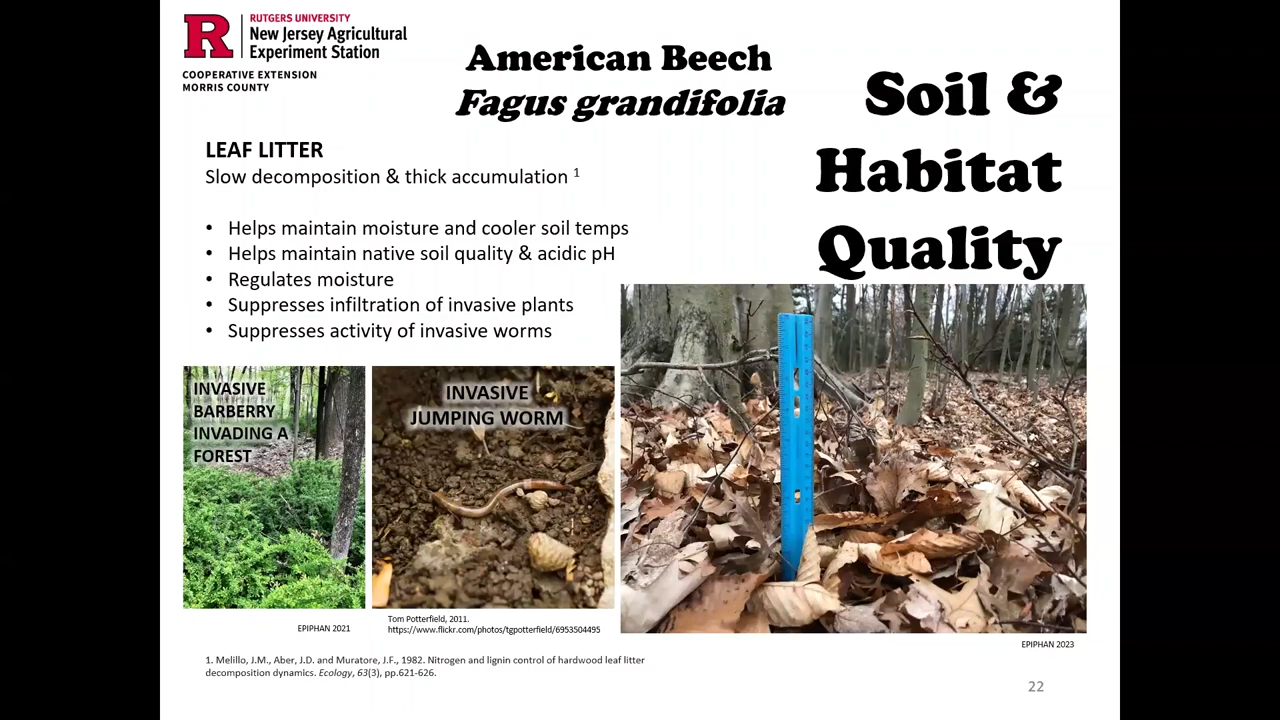 RUTGERS UNIVERSITY
New Jersey Agricultural
Experiment Station
COOPERATIVE EXTENSION
MORRIS COUNTY
American Beech
Fagus grandifolia
Soil &
Habitat
Quality
LEAF LITTER
Slow decomposition & thick accumulation 1
• Helps maintain moisture and cooler soil temps
• Helps maintain native soil quality & acidic pH
• Regulates moisture
• Suppresses infiltration of invasive plants
• Suppresses activity of invasive worms
INVASIVE
BARBERRY
INVADING A
FOREST
INVASIVE
JUMPING WORM
EPIPHAN 2021
Tom Potterfield, 2011.
https://www.flickr.com/photos/tgpotterfield/6953504495
EPIPHAN 2023
1. Melillo, J.M., Aber, J.D. and Muratore, J.F., 1982. Nitrogen and lignin control of hardwood leaf litter
decomposition dynamics. Ecology, 63(3), pp.621-626.
22